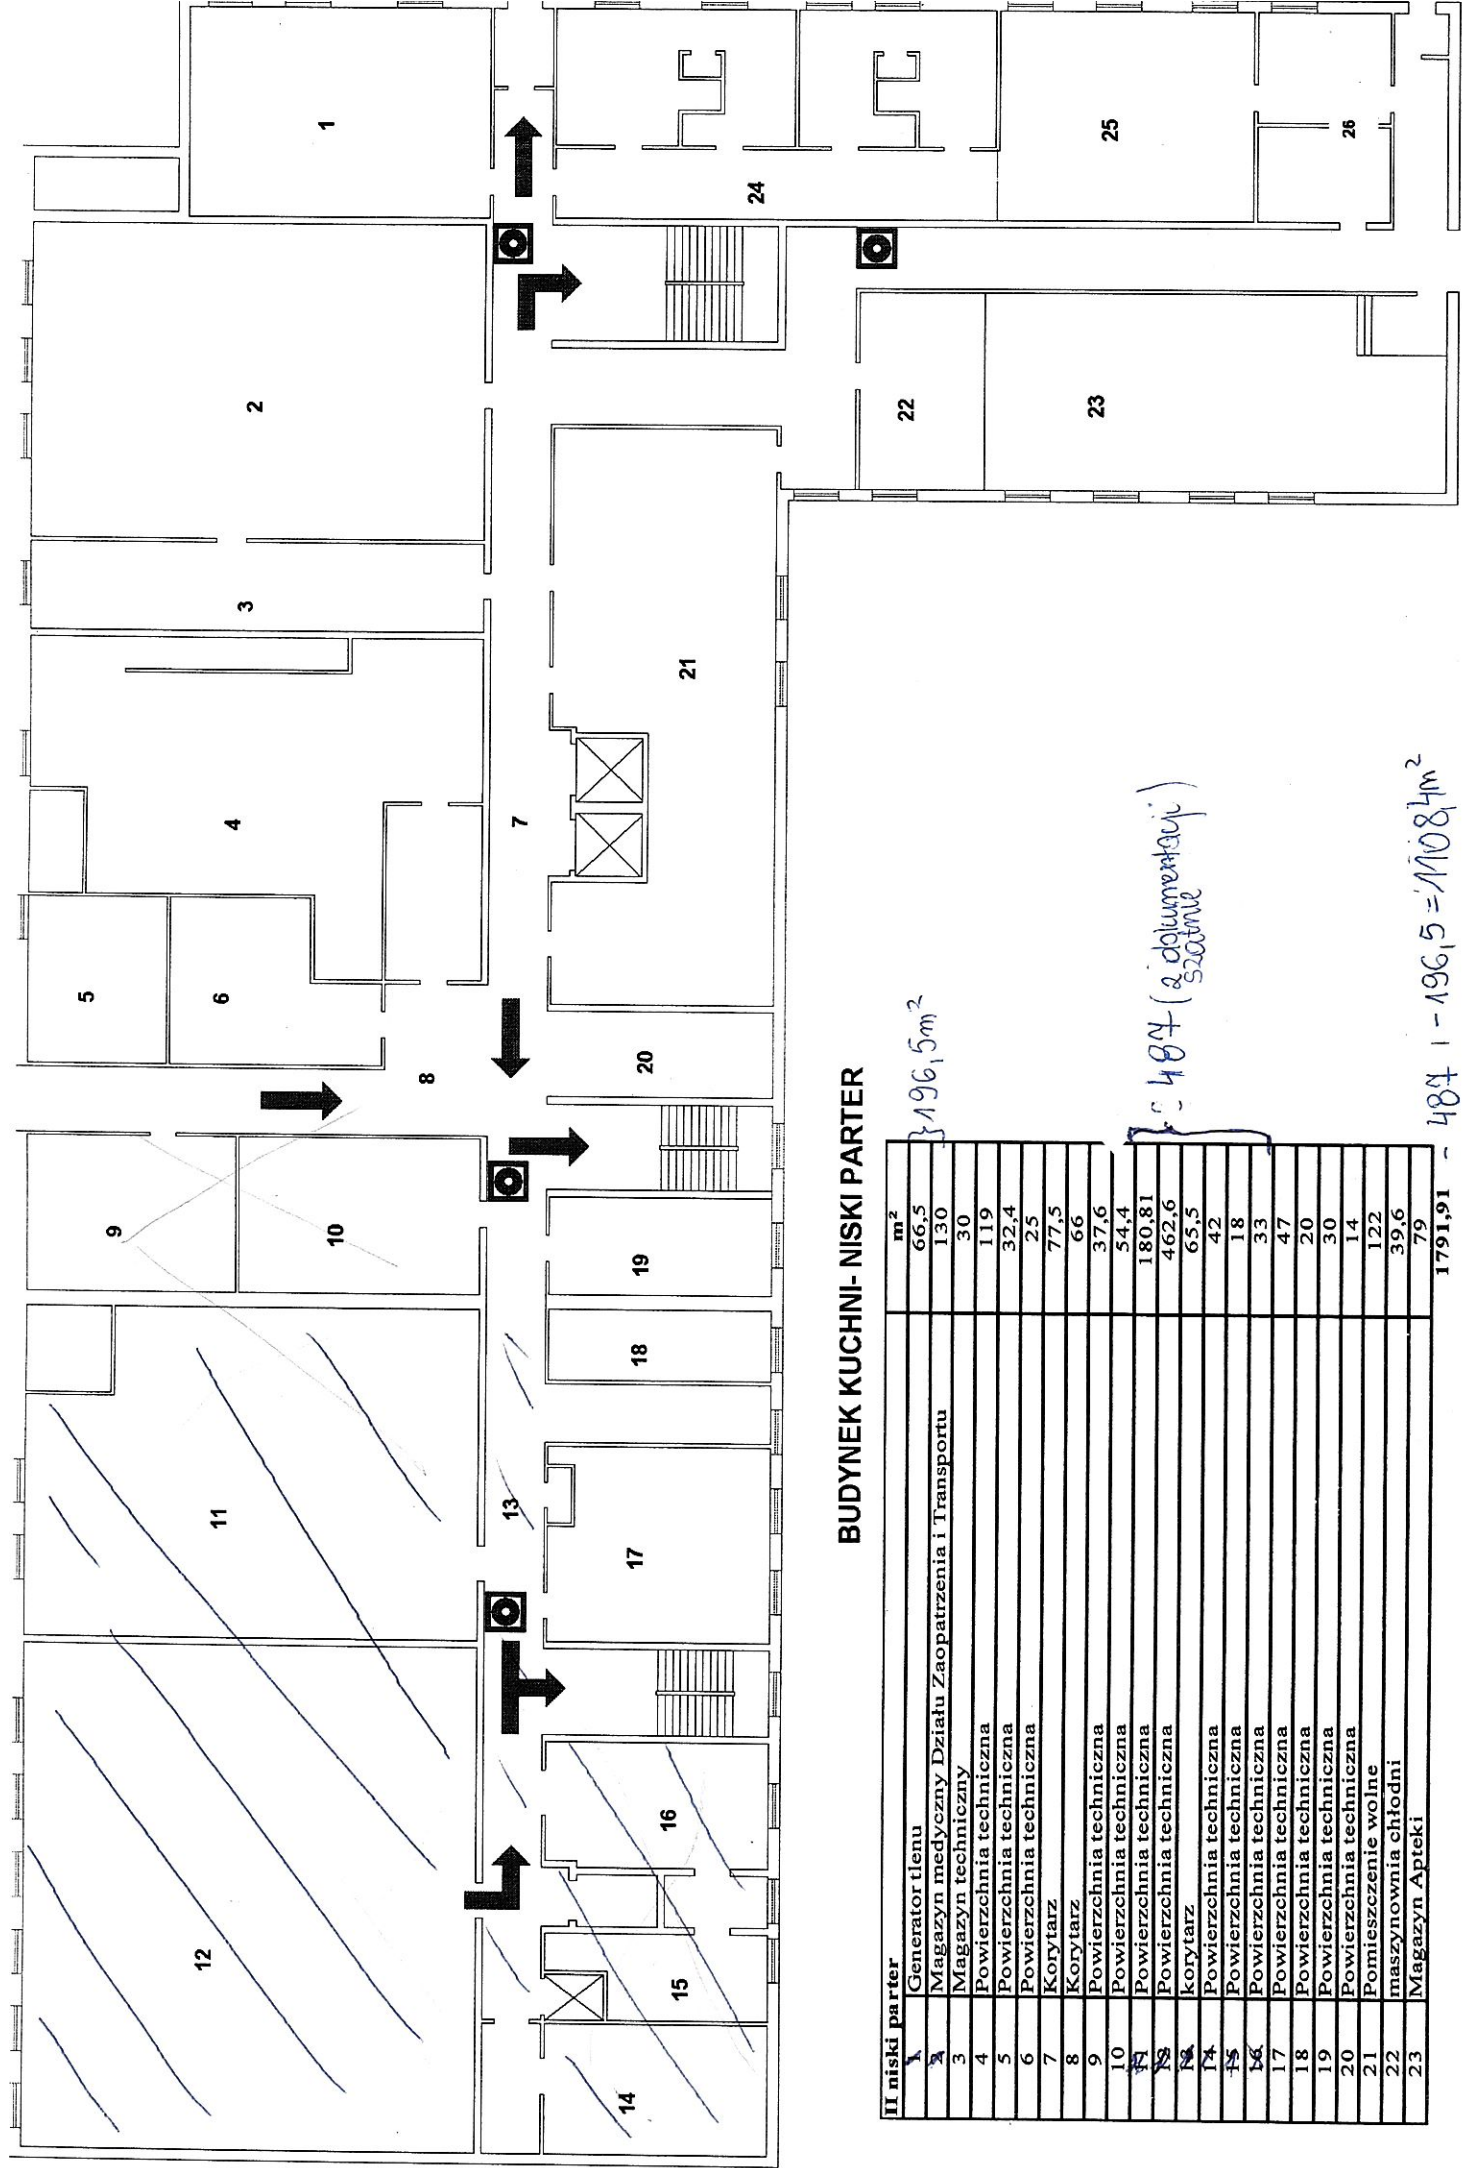 1
2
3
4
5
6
7
8
9
10
11
12
13
14
15
16
17
18
19
20
21
22
23
24
25
26
BUDYNEK KUCHNI- NISKI PARTER
II niski parter m²
1 Generator tlenu 66,5
2 Magazyn medyczny Działu Zaopatrzenia i Transportu 130
}196,5m²
3 Magazyn techniczny 30
4 Powierzchnia techniczna 119
5 Powierzchnia techniczna 32,4
6 Powierzchnia techniczna 25
7 Korytarz 77,5
8 Korytarz 66
9 Powierzchnia techniczna 37,6
10 Powierzchnia techniczna 54,4
11 Powierzchnia techniczna 180,81
12 Powierzchnia techniczna 462,6
13 korytarz 65,5
14 Powierzchnia techniczna 42
15 Powierzchnia techniczna 18
16 Powierzchnia techniczna 33
487 (z dokumentacji)
szatnie
17 Powierzchnia techniczna 47
18 Powierzchnia techniczna 20
19 Powierzchnia techniczna 30
20 Powierzchnia techniczna 14
21 Pomieszczenie wolne 122
22 maszynownia chłodni 39,6
23 Magazyn Apteki 79
1791,91 - 487 , - 196,5 = 1108,4m²